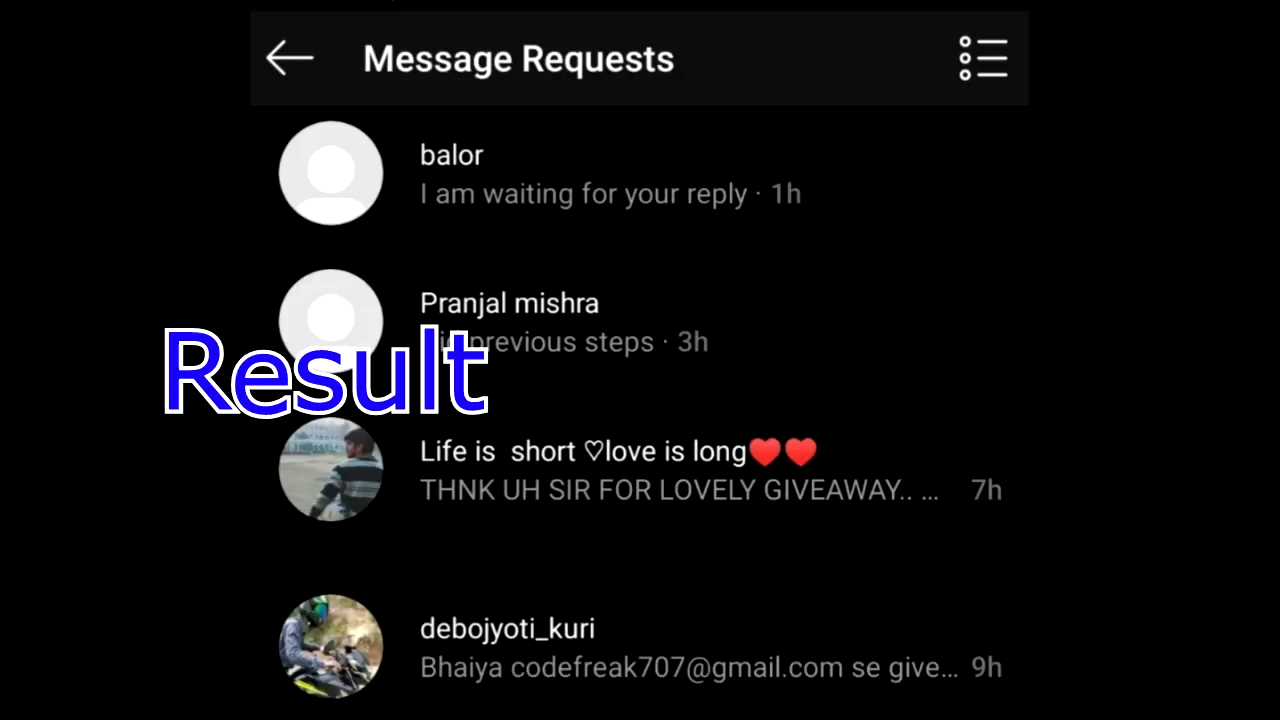 Message Requests
balor
I am waiting for your reply · 1h
Pranjal mishra
previous steps · 3h
Result
Life is short ♡love is long♥️♥️
THNK UH SIR FOR LOVELY GIVEAWAY.. ... 7h
debojyoti_kuri
Bhaiya codefreak707@gmail.com se give... 9h